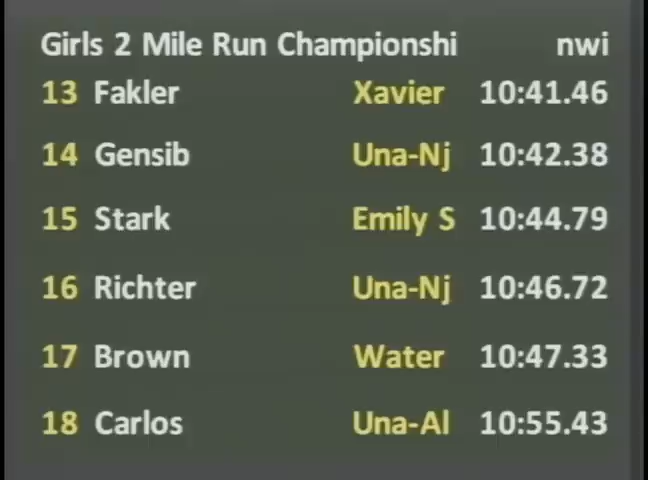 Girls 2 Mile Run Championshi nwi
13 Fakler Xavier 10:41.46
14 Gensib Una-Nj 10:42.38
15 Stark Emily S 10:44.79
16 Richter Una-Nj 10:46.72
17 Brown Water 10:47.33
18 Carlos Una-Al 10:55.43